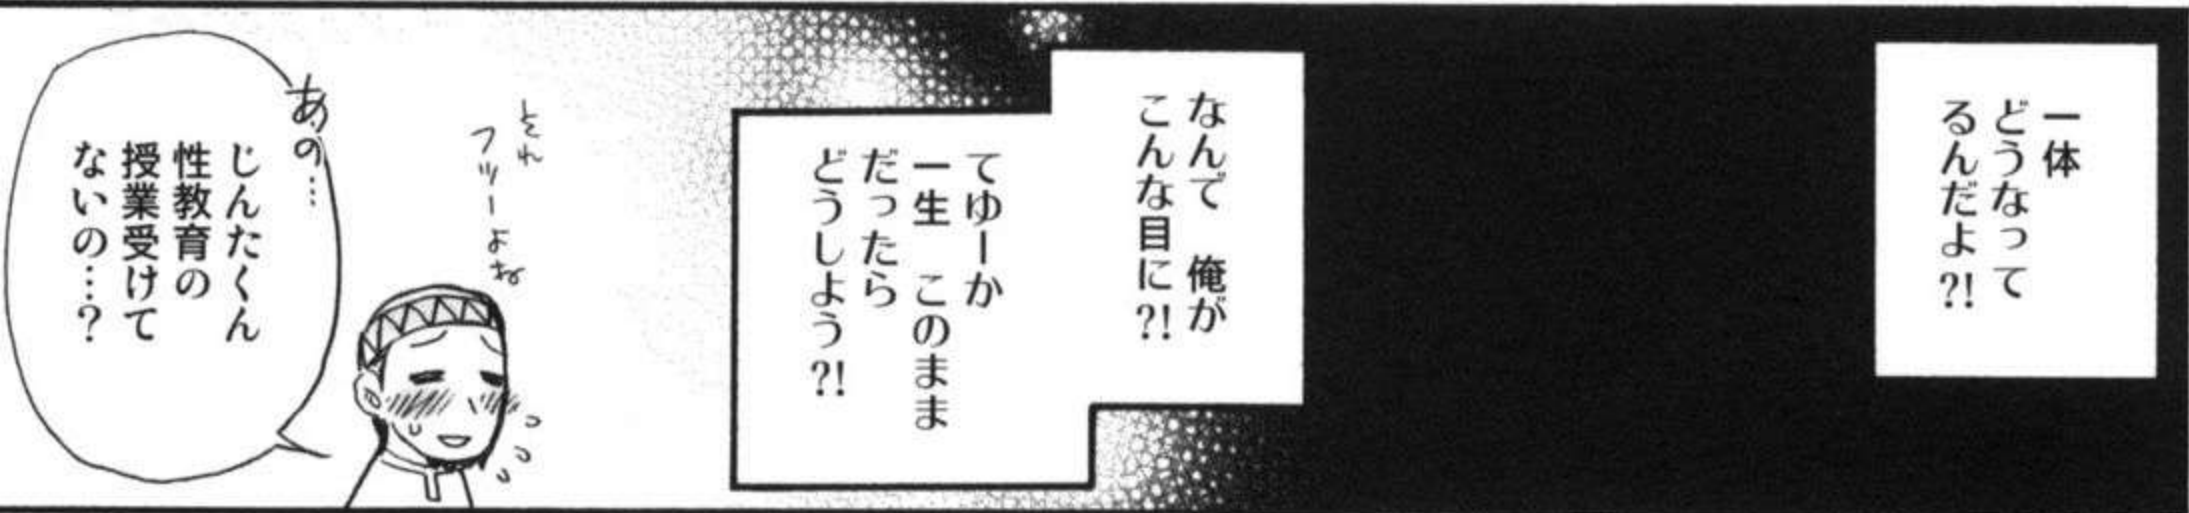 一体
どうなって
るんだよ?!
なんで 俺が
こんな目に?!
てゆーか
一生 このまま
だったら
どうしよう?!
それ
フツーよね
あの…
じんたくん
性教育の
授業受けて
ないの…?